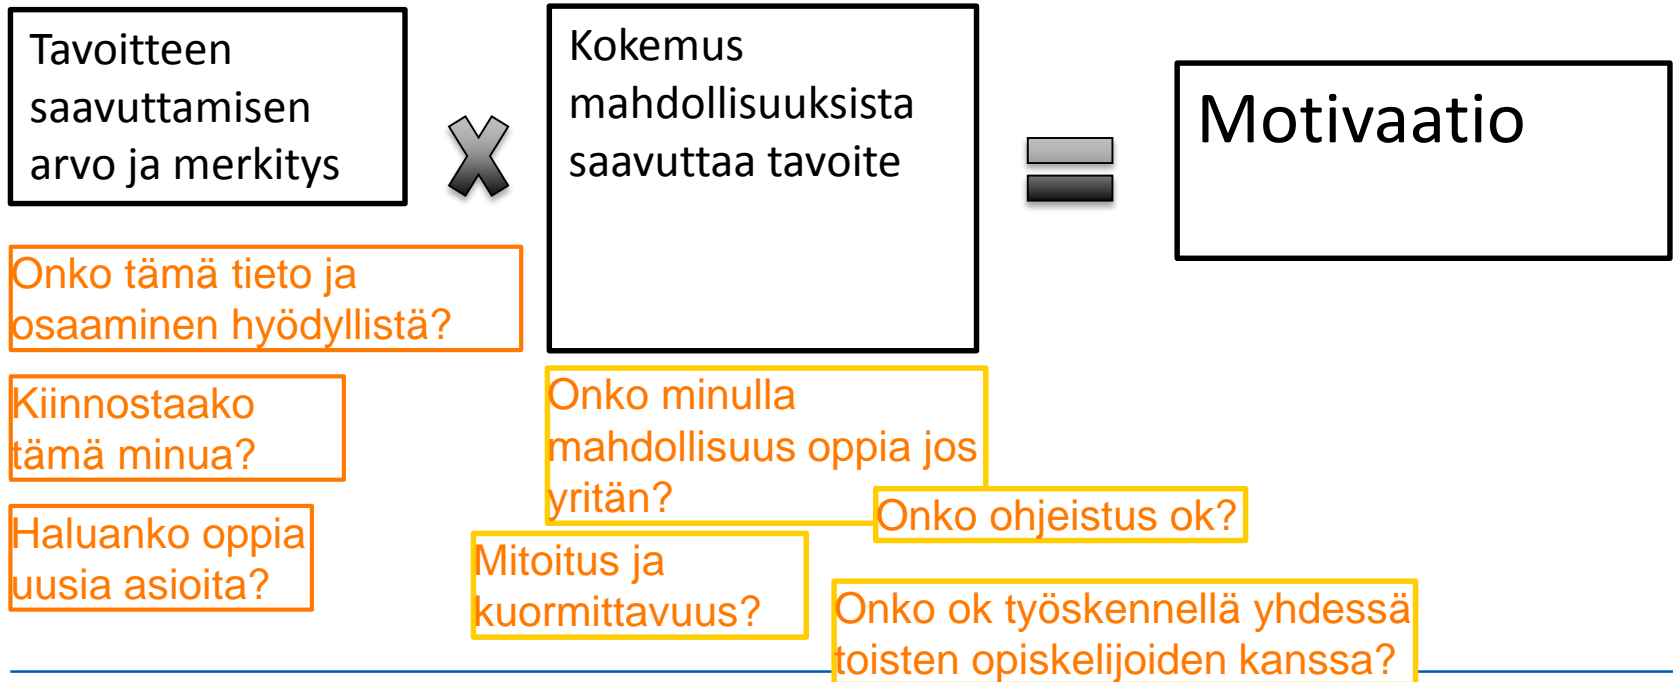 Tavoitteen
saavuttamisen
arvo ja merkitys
Kokemus
mahdollisuuksista
saavuttaa tavoite
Motivaatio
Onko tämä tieto ja
osaaminen hyödyllistä?
Kiinnostaako
tämä minua?
Haluanko oppia
uusia asioita?
Onko minulla
mahdollisuus oppia jos
yritän?
Onko ohjeistus ok?
Mitoitus ja
kuormittavuus?
Onko ok työskennellä yhdessä
toisten opiskelijoiden kanssa?